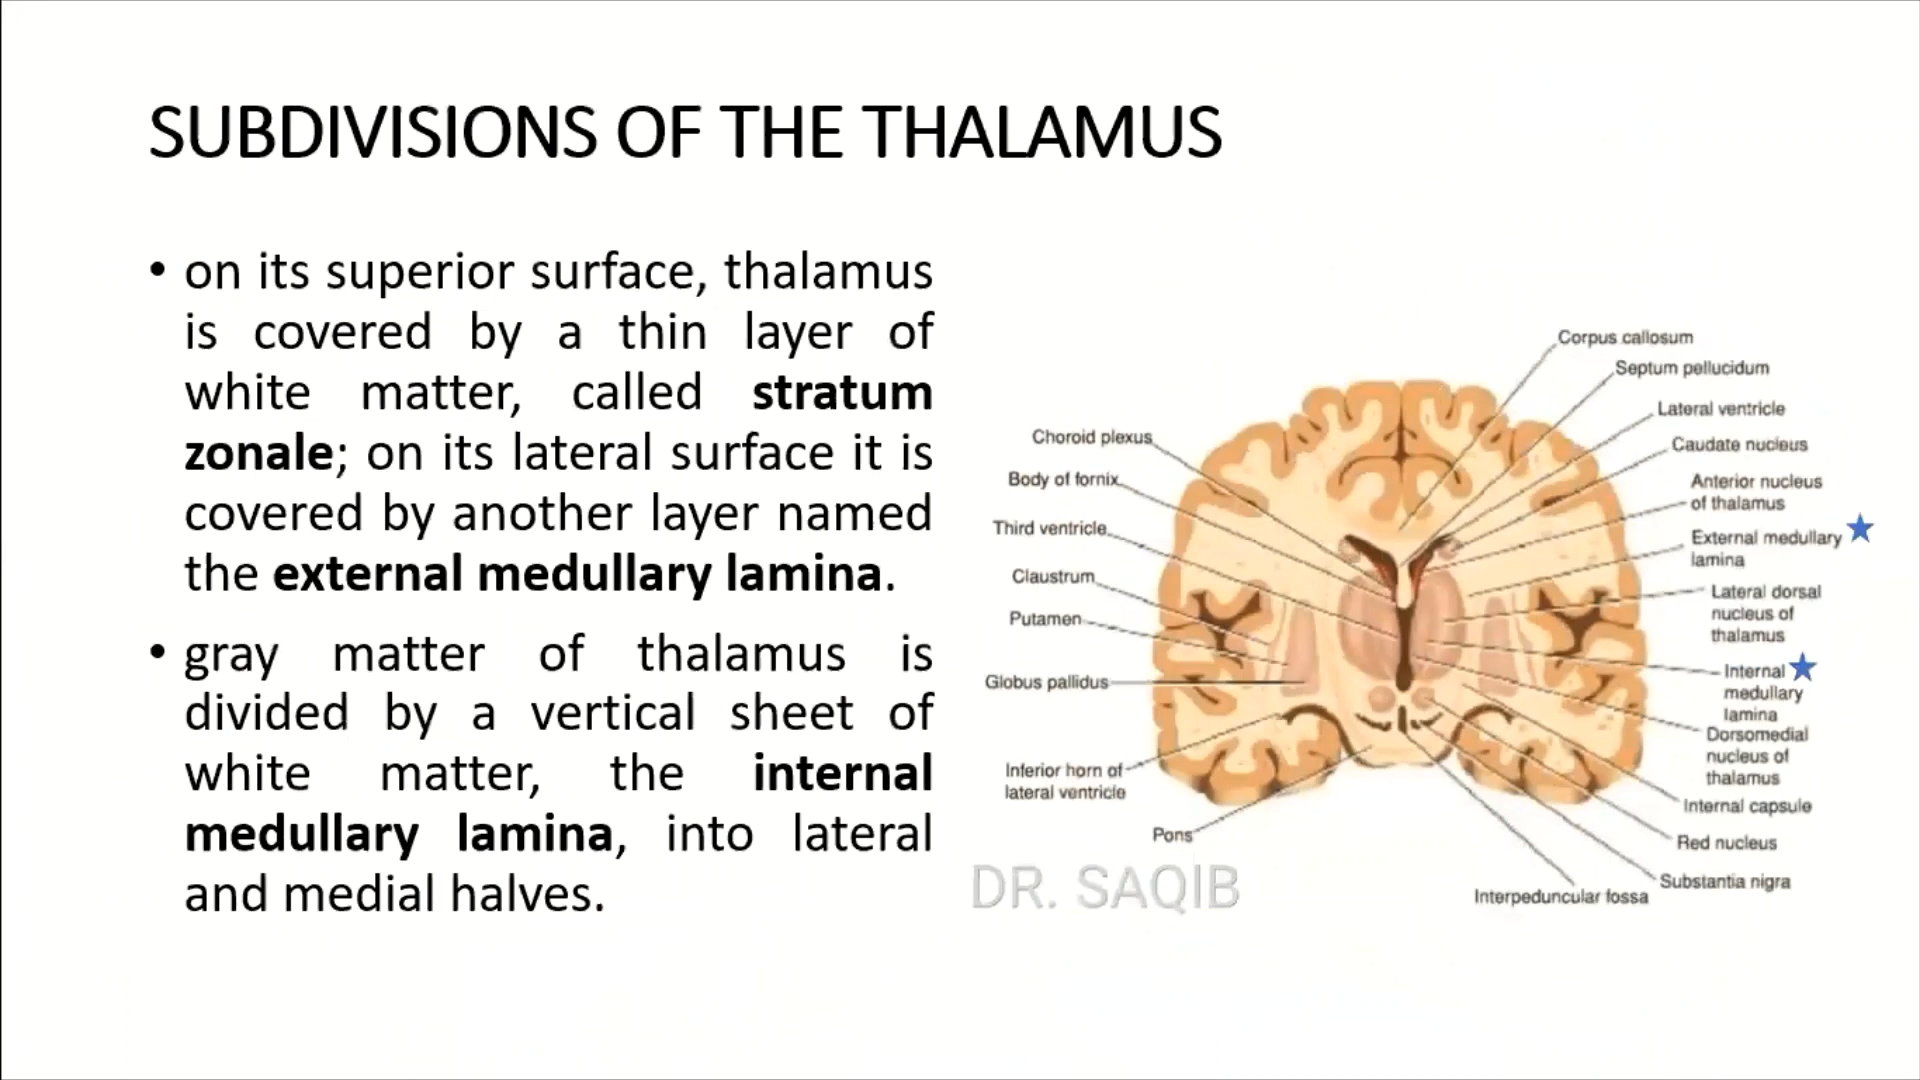 SUBDIVISIONS OF THE THALAMUS
• on its superior surface, thalamus
is covered by a thin layer of
white matter, called stratum
zonale; on its lateral surface it is
covered by another layer named
the external medullary lamina.
• gray matter of thalamus is
divided by a vertical sheet of
white matter, the internal
medullary lamina, into lateral
and medial halves.
Choroid plexus
Body of fornix
Third ventricle
Claustrum
Putamen
Globus pallidus
Inferior horn of
lateral ventricle
Pons
Corpus callosum
Septum pellucidum
Lateral ventricle
Caudate nucleus
Anterior nucleus
of thalamus
External medullary
lamina
Lateral dorsal
nucleus of
thalamus
Internal
medullary
lamina
Dorsomedial
nucleus of
thalamus
Internal capsule
Red nucleus
Substantia nigra
Interpeduncular fossa
DR. SAQIB